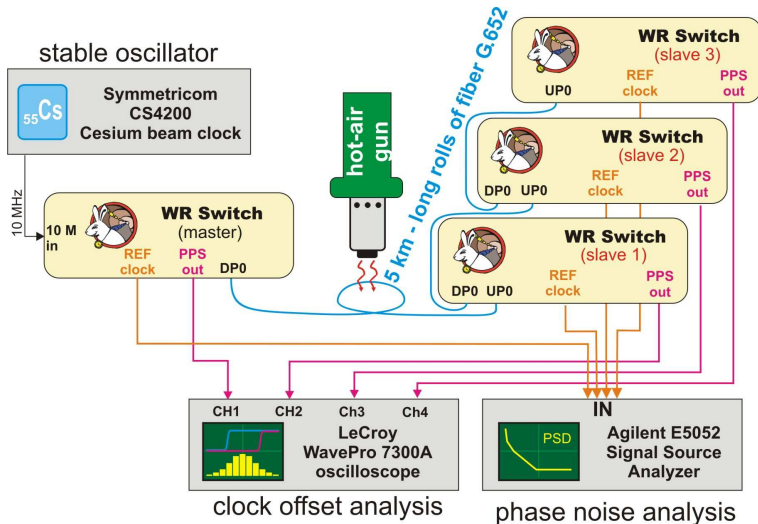 stable oscillator
55Cs
Symmetricom
CS4200
Cesium beam clock
10 MHz
10 M
in
WR Switch
(master)
REF
clock
PPS
out
DP0
hot-air
gun
5 km - long rolls of fiber G.652
WR Switch
(slave 3)
UP0
REF
clock
PPS
out
WR Switch
(slave 2)
DP0
UP0
REF
clock
PPS
out
WR Switch
(slave 1)
DP0
UP0
REF
clock
PPS
out
CH1
CH2
Ch3
Ch4
LeCroy
WavePro 7300A
oscilloscope
clock offset analysis
IN
PSD
Agilent E5052
Signal Source
Analyzer
phase noise analysis